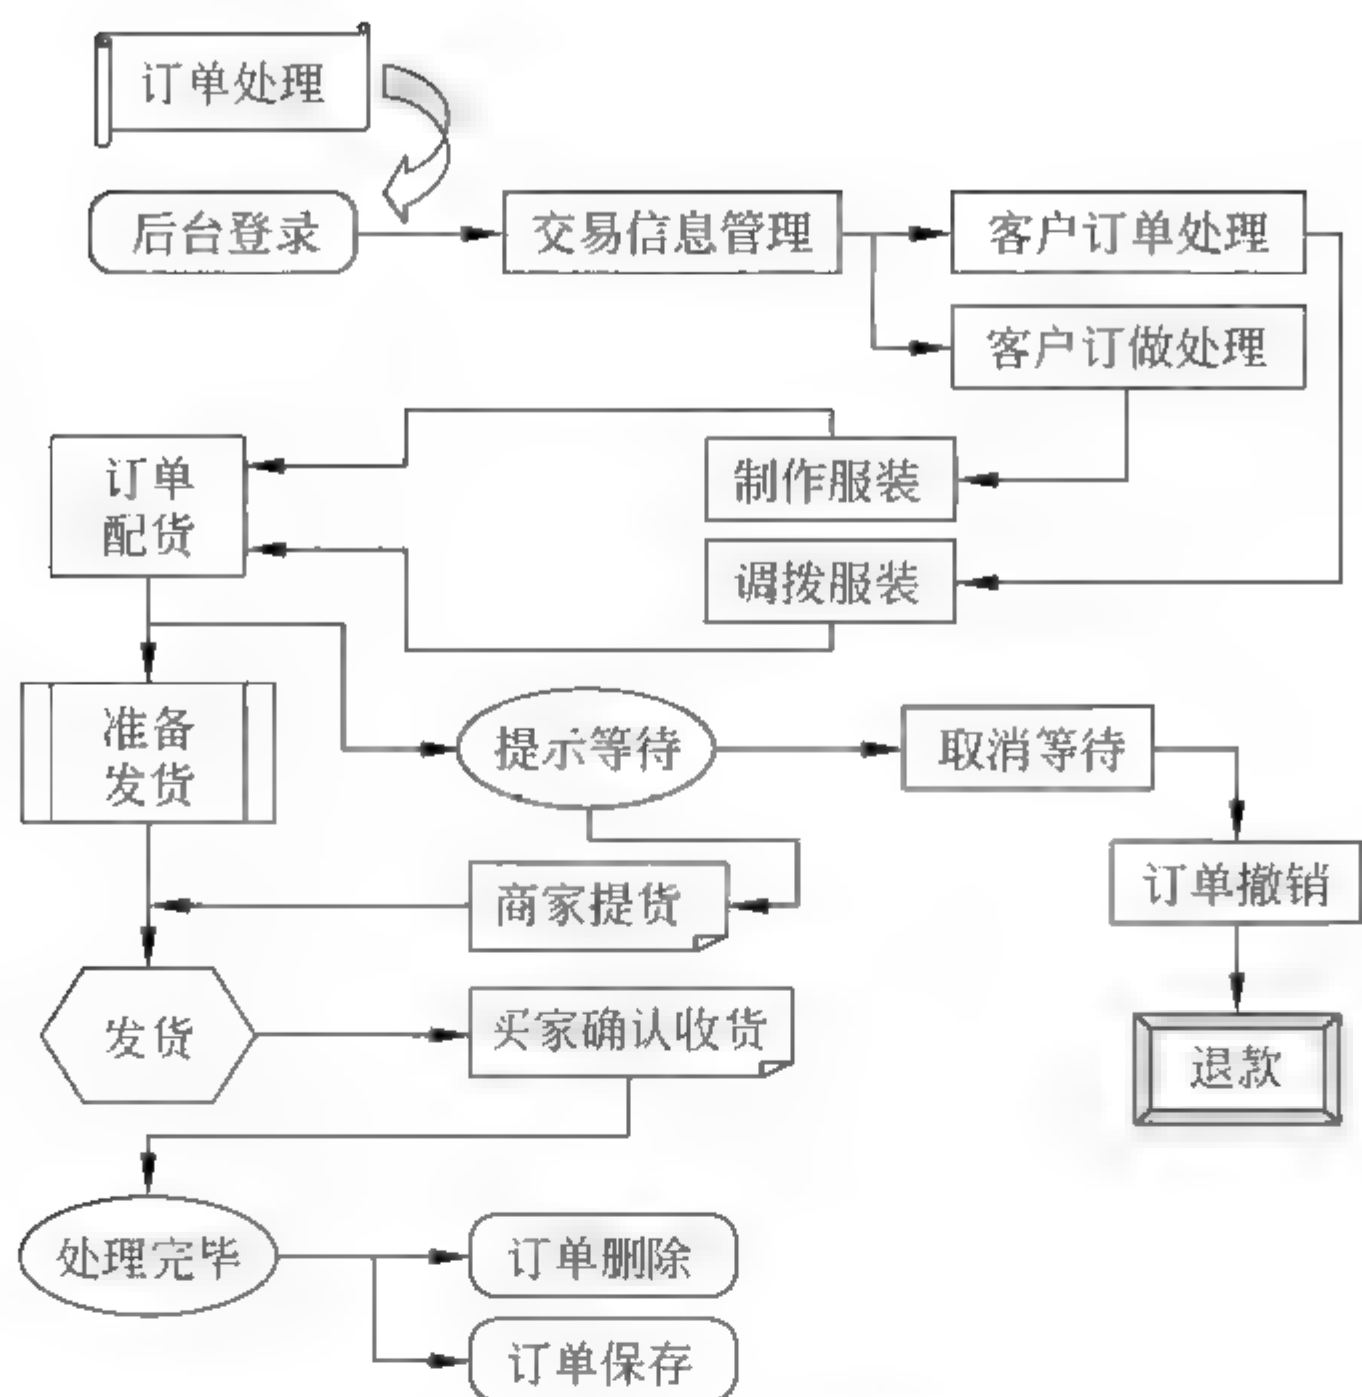 订单处理
后台登录
交易信息管理
客户订单处理
客户订做处理
订单
配货
制作服装
调拨服装
准备
发货
提示等待
取消等待
商家提货
订单撤销
发货
买家确认收货
退款
处理完毕
订单删除
订单保存